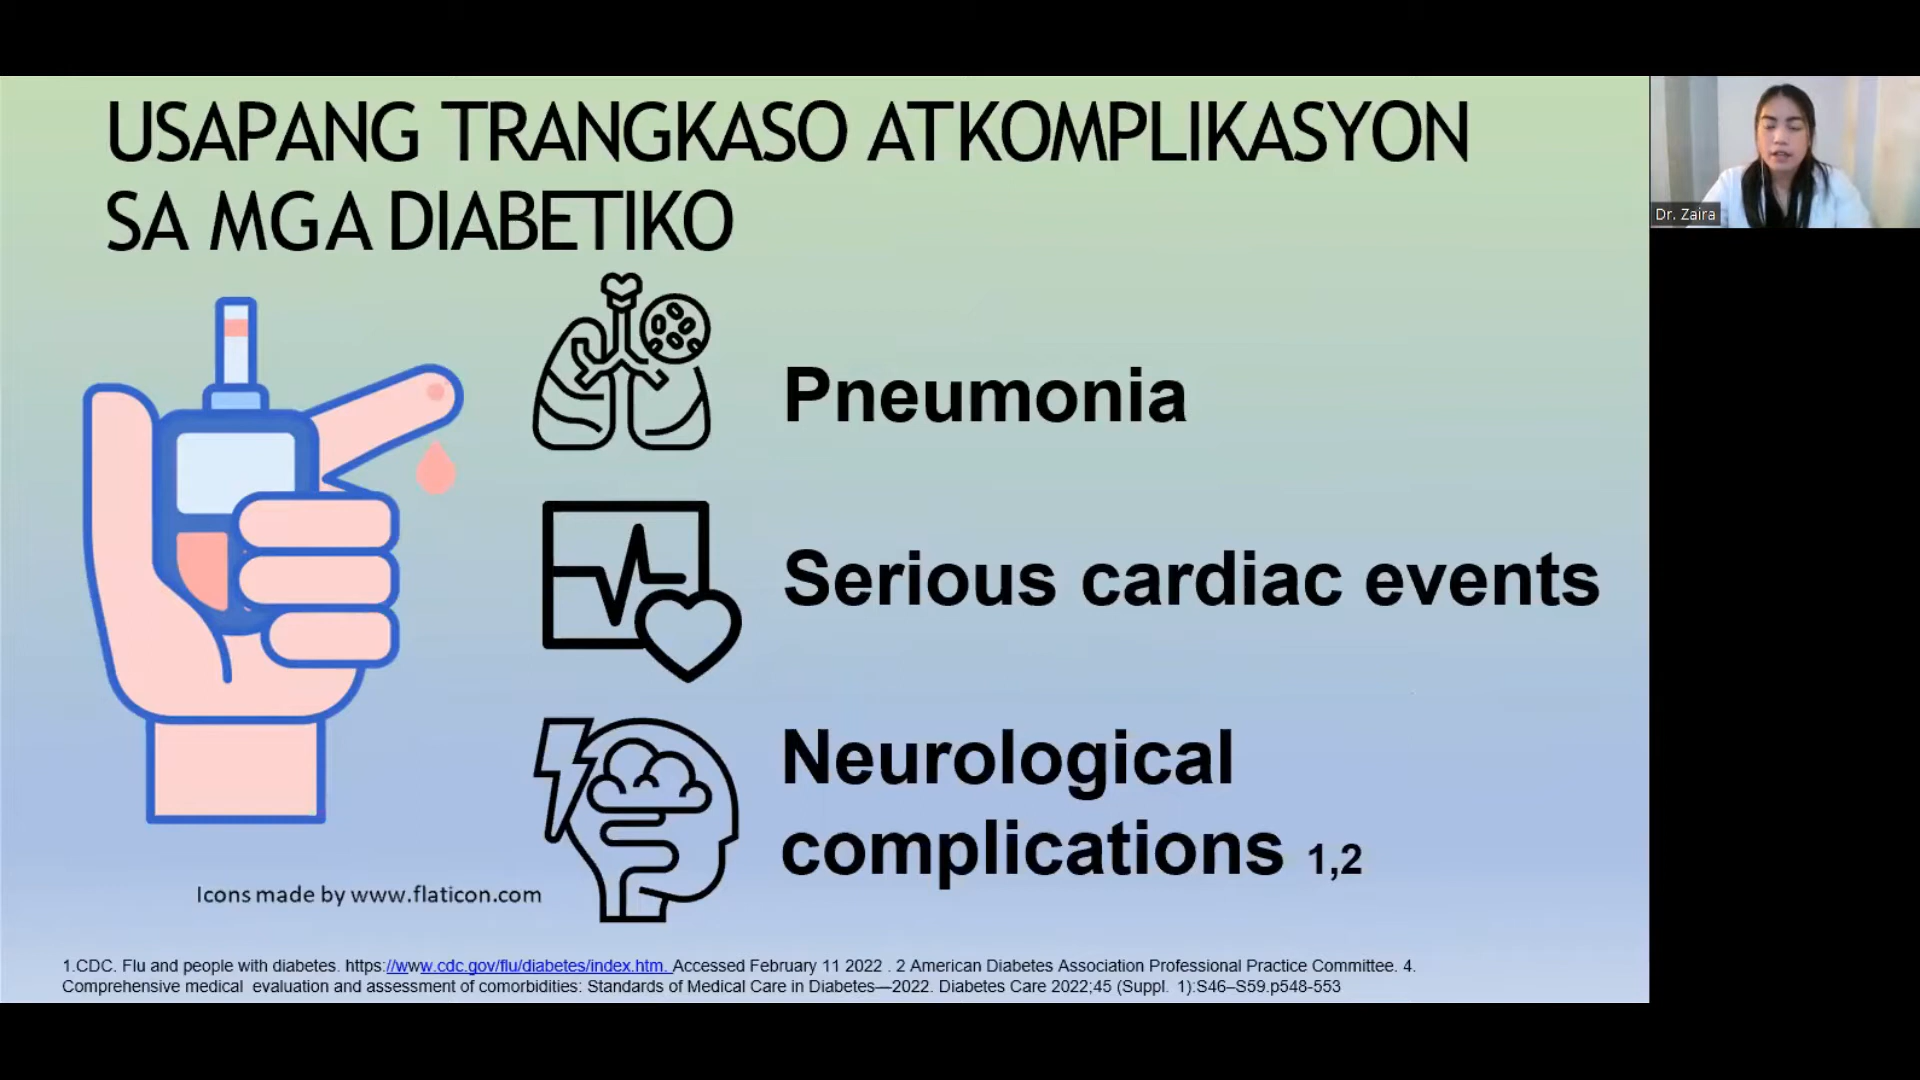 USAPANG TRANGKASO AT KOMPLIKASYON
SA MGA DIABETIKO
Dr. Zaira
Pneumonia
Serious cardiac events
Neurological
complications 1,2
Icons made by www.flaticon.com
1.CDC. Flu and people with diabetes. https://www.cdc.gov/flu/diabetes/index.htm. Accessed February 11 2022 . 2 American Diabetes Association Professional Practice Committee. 4.
Comprehensive medical evaluation and assessment of comorbidities: Standards of Medical Care in Diabetes—2022. Diabetes Care 2022;45 (Suppl. 1):S46–S59.p548-553